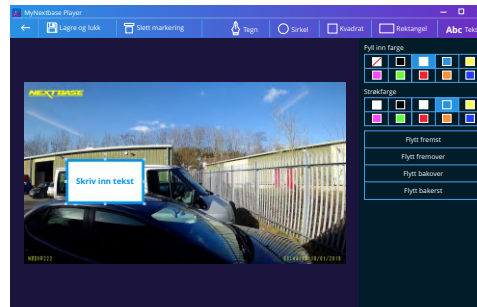 MyNextbase Player
Lagre og lukk
Slett markering
Tegn
Sirkel
Kvadrat
Rektangel
Abc Teks
Fyll inn farge
Strøkfarge
Flytt fremst
Flytt fremover
Flytt bakover
Flytt bakerst
NEXTBASE
Skriv inn tekst